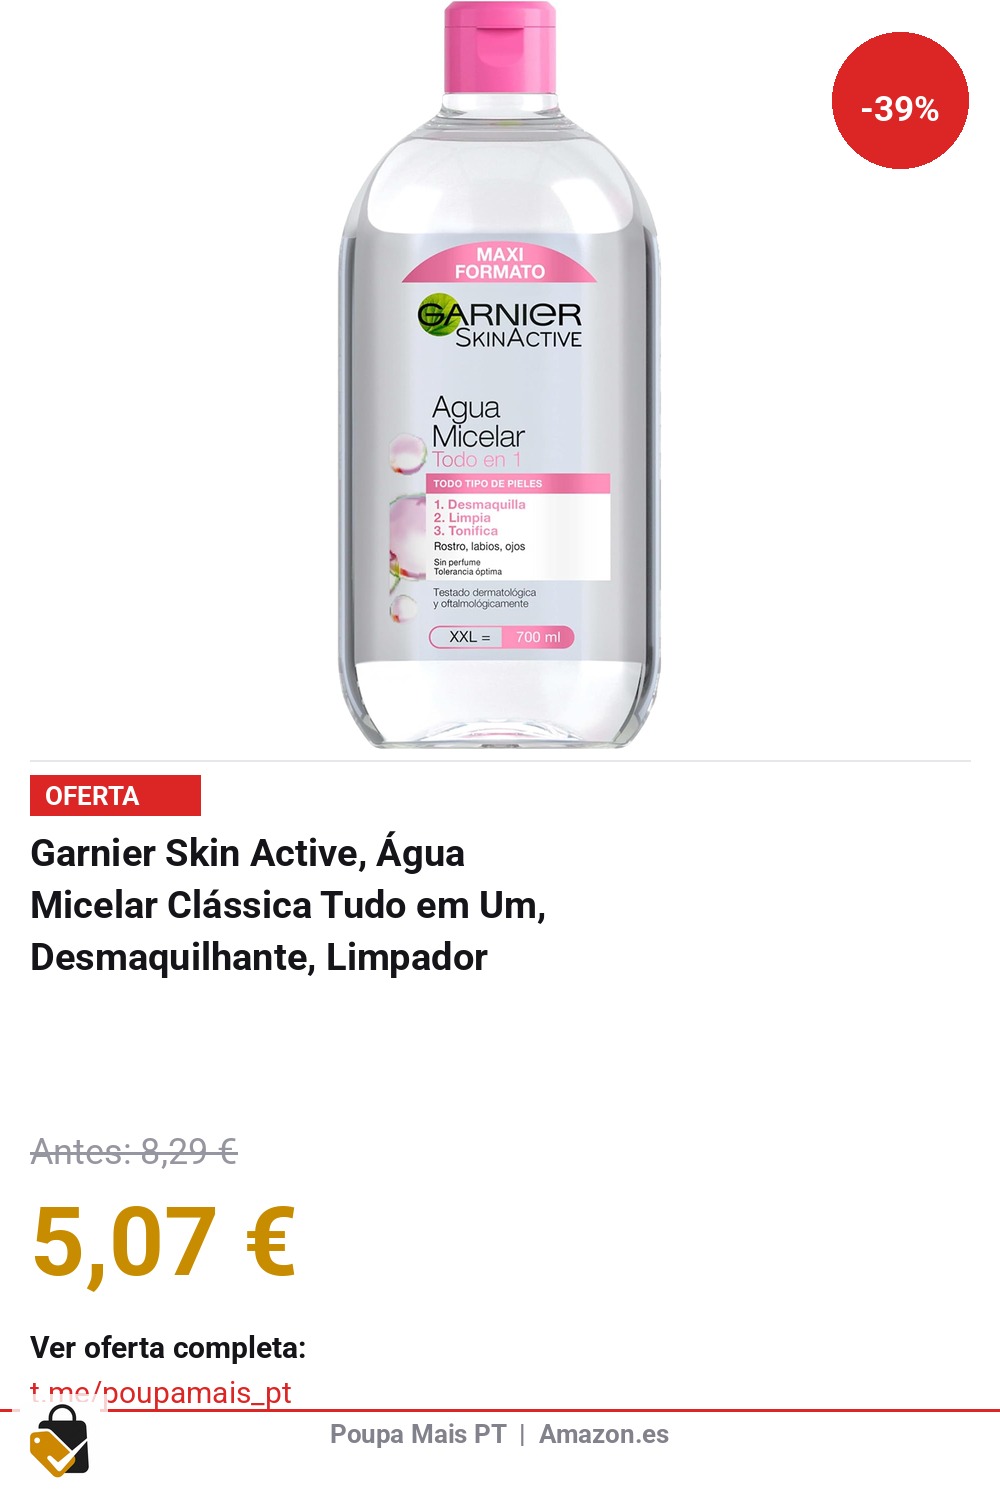 -39%
MAXI
FORMATO
GARNIER
SKINACTIVE
Agua
Micelar
Todo en 1
TODO TIPO DE PIELES
1. Desmaquilla
2. Limpia
3. Tonifica
Rostro, labios, ojos
Sin perfume
Tolerancia óptima
Testado dermatológica
y oftalmológicamente
XXL = 700 ml
OFERTA
Garnier Skin Active, Água
Micelar Clássica Tudo em Um,
Desmaquilhante, Limpador
Antes: 8,29 €
5,07 €
Ver oferta completa:
t.me/poupamais_pt
Poupa Mais PT | Amazon.es